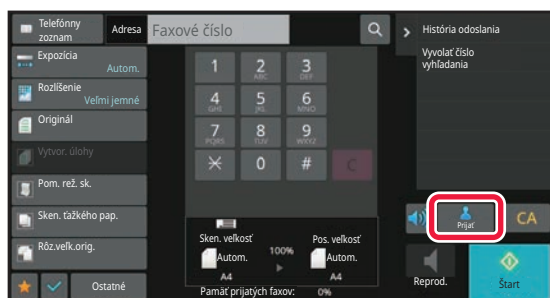 Telefónny
zoznam
Adresa
Faxové číslo
História odoslania
Vyvolať číslo
vyhľadania
Expozícia
Autom.
Rozlíšenie
Veľmi jemné
Originál
Vytvor. úlohy
Pom. rež. sk.
Sken. ťažkého pap.
Rôz.veľk.orig.
Ostatné
1
2
ABC
3
DEF
4
GHI
5
JKL
6
MNO
7
PQRS
8
TUV
9
WXYZ
0
#
C
Sken. veľkosť
Autom.
A4
100%
Pos. veľkosť
Autom.
A4
Pamäť prijatých faxov: 0%
Prijať
CA
Reprod.
Štart